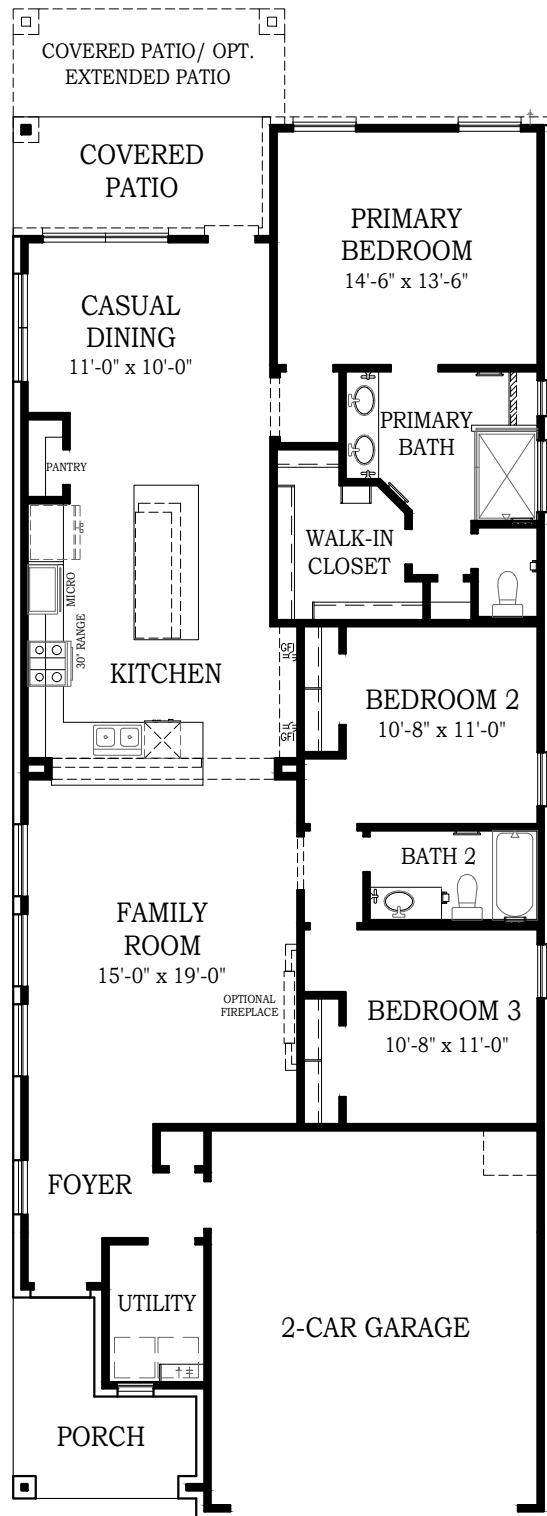 COVERED PATIO/ OPT.
EXTENDED PATIO
COVERED
PATIO
PRIMARY
BEDROOM
14'-6" x 13'-6"
CASUAL
DINING
11'-0" x 10'-0"
PRIMARY
BATH
PANTRY
WALK-IN
CLOSET
MICRO
30" RANGE
KITCHEN
GFI
GFI
BEDROOM 2
10'-8" x 11'-0"
BATH 2
FAMILY
ROOM
15'-0" x 19'-0"
OPTIONAL
FIREPLACE
BEDROOM 3
10'-8" x 11'-0"
FOYER
UTILITY
2-CAR GARAGE
PORCH